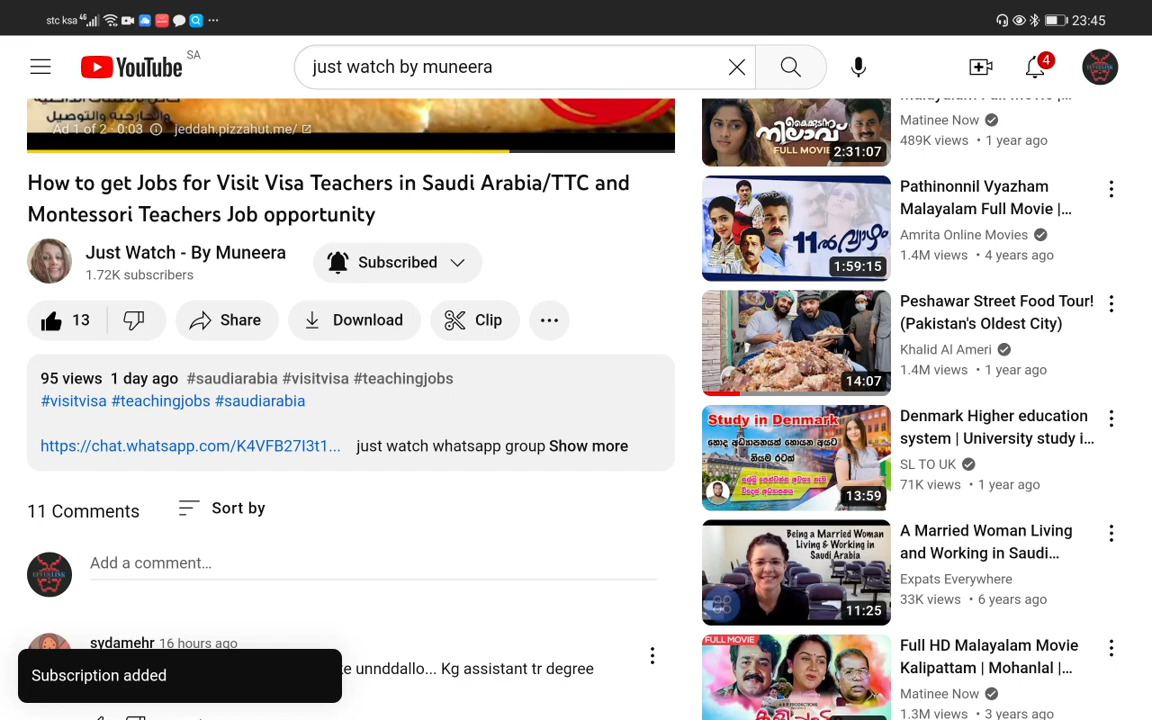 stc ksa 4G 23:45
YouTube SA
just watch by muneera
4
Ad 1 of 2 · 0:03 jeddah.pizzahut.me/
How to get Jobs for Visit Visa Teachers in Saudi Arabia/TTC and
Montessori Teachers Job opportunity
Just Watch - By Muneera
1.72K subscribers
Subscribed
13 Share Download Clip
95 views 1 day ago #saudiarabia #visitvisa #teachingjobs
#visitvisa #teachingjobs #saudiarabia
https://chat.whatsapp.com/K4VFB27I3t1... just watch whatsapp group Show more
11 Comments Sort by
Add a comment...
sydamehr 16 hours ago
ke unnddallo... Kg assistant tr degree
Subscription added
FULL MOVIE
2:31:07
Matinee Now
489K views • 1 year ago
11ൽ വ്യാഴം
1:59:15
Pathinonnil Vyazham
Malayalam Full Movie |...
Amrita Online Movies
1.4M views • 4 years ago
14:07
Peshawar Street Food Tour!
(Pakistan's Oldest City)
Khalid Al Ameri
1.4M views • 1 year ago
Study in Denmark
13:59
Denmark Higher education
system | University study i...
SL TO UK
71K views • 1 year ago
Being a Married Woman
Living & Working in
Saudi Arabia
11:25
A Married Woman Living
and Working in Saudi...
Expats Everywhere
33K views • 6 years ago
FULL MOVIE
Full HD Malayalam Movie
Kalipattam | Mohanlal |...
Matinee Now
1.3M views • 3 years ago